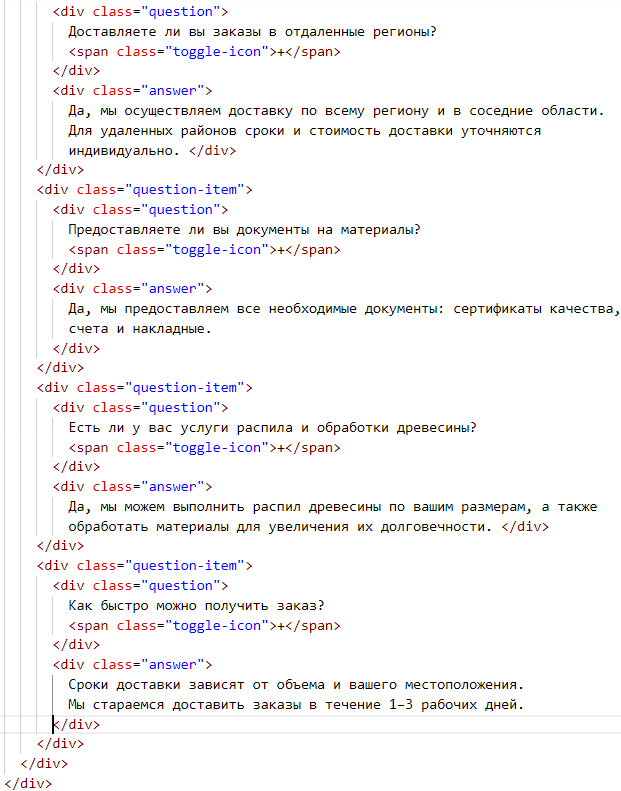 <div class="question">
Доставляете ли вы заказы в отдаленные регионы?
<span class="toggle-icon">+</span>
</div>
<div class="answer">
Да, мы осуществляем доставку по всему региону и в соседние области.
Для удаленных районов сроки и стоимость доставки уточняются
индивидуально. </div>
</div>
<div class="question-item">
<div class="question">
Предоставляете ли вы документы на материалы?
<span class="toggle-icon">+</span>
</div>
<div class="answer">
Да, мы предоставляем все необходимые документы: сертификаты качества,
счета и накладные.
</div>
</div>
<div class="question-item">
<div class="question">
Есть ли у вас услуги распила и обработки древесины?
<span class="toggle-icon">+</span>
</div>
<div class="answer">
Да, мы можем выполнить распил древесины по вашим размерам, а также
обработать материалы для увеличения их долговечности. </div>
</div>
<div class="question-item">
<div class="question">
Как быстро можно получить заказ?
<span class="toggle-icon">+</span>
</div>
<div class="answer">
Сроки доставки зависят от объема и вашего местоположения.
Мы стараемся доставить заказы в течение 1–3 рабочих дней.
</div>
</div>
</div>
</div>